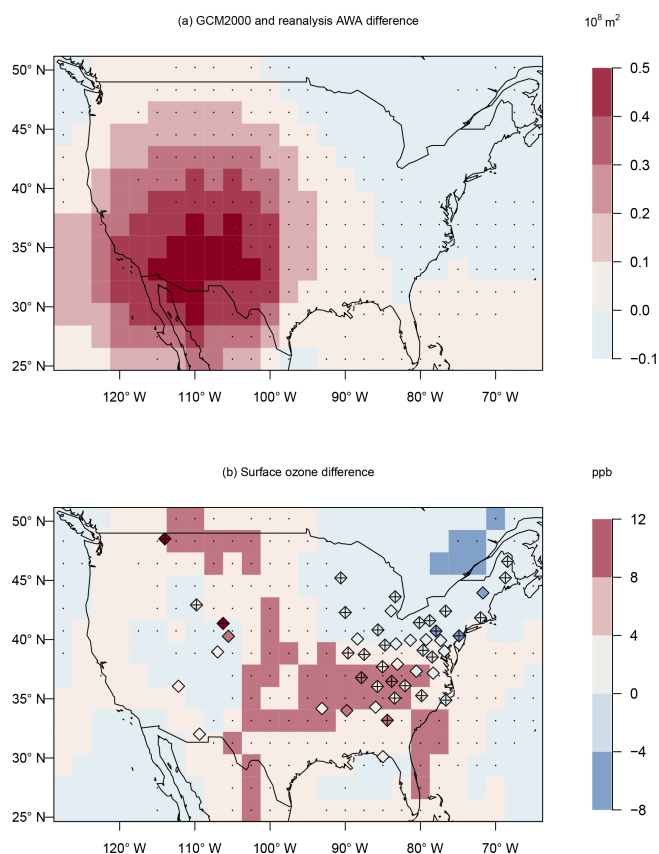 (a) GCM2000 and reanalysis AWA difference
10⁸ m²
50° N
45° N
40° N
35° N
30° N
25° N
120° W 110° W 100° W 90° W 80° W 70° W
0.5
0.4
0.3
0.2
0.1
0.0
−0.1
(b) Surface ozone difference
ppb
50° N
45° N
40° N
35° N
30° N
25° N
120° W 110° W 100° W 90° W 80° W 70° W
12
8
4
0
−4
−8